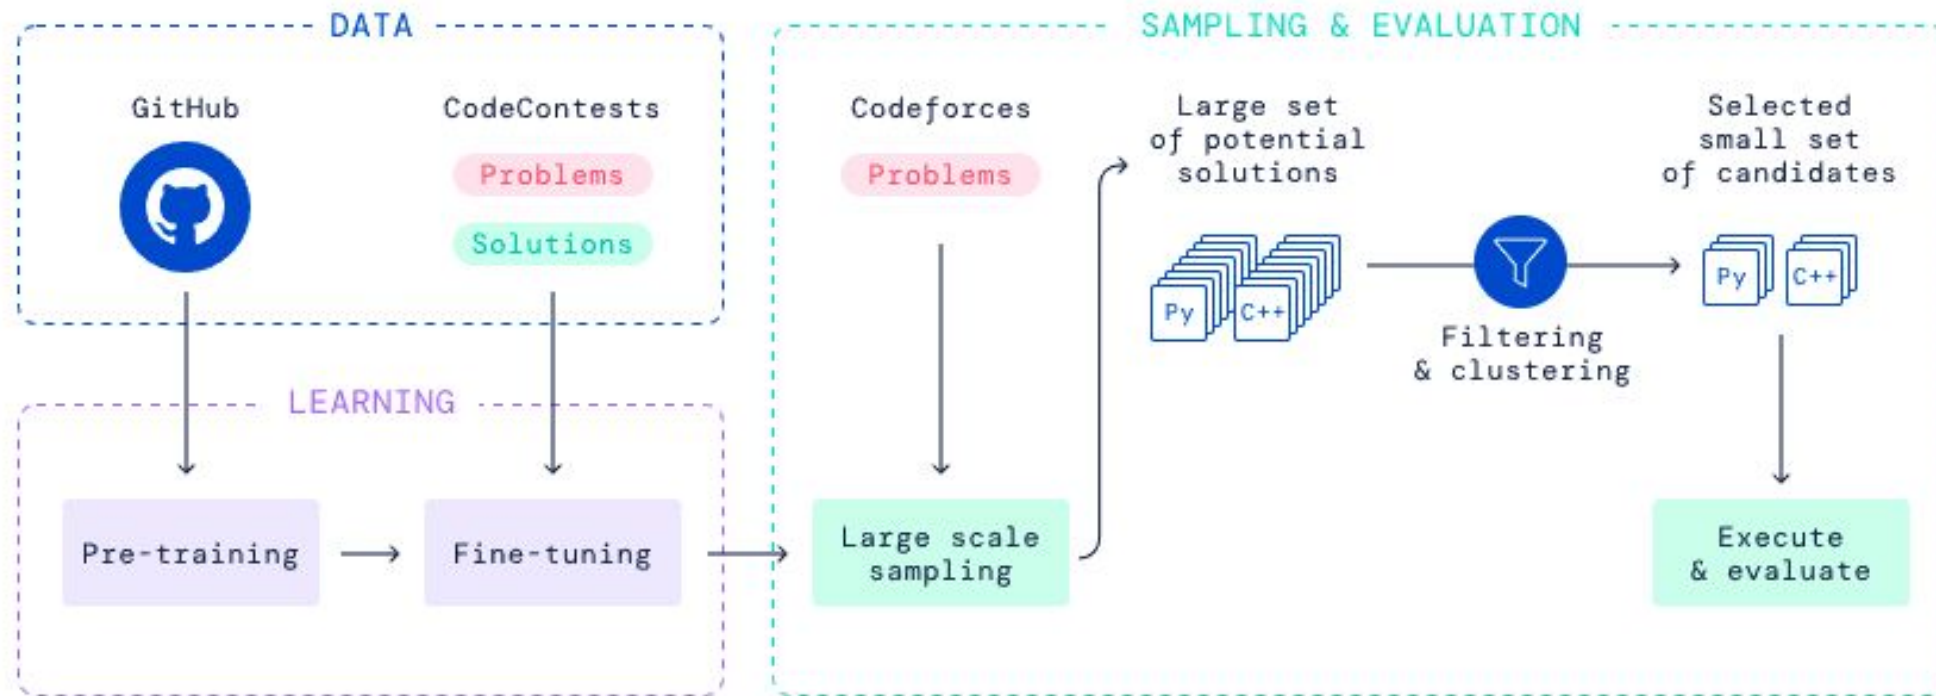 DATA
GitHub
CodeContests
Problems
Solutions
LEARNING
Pre-training
Fine-tuning
SAMPLING & EVALUATION
Codeforces
Problems
Large scale
sampling
Large set
of potential
solutions
Py
C++
Filtering
& clustering
Selected
small set
of candidates
Py
C++
Execute
& evaluate